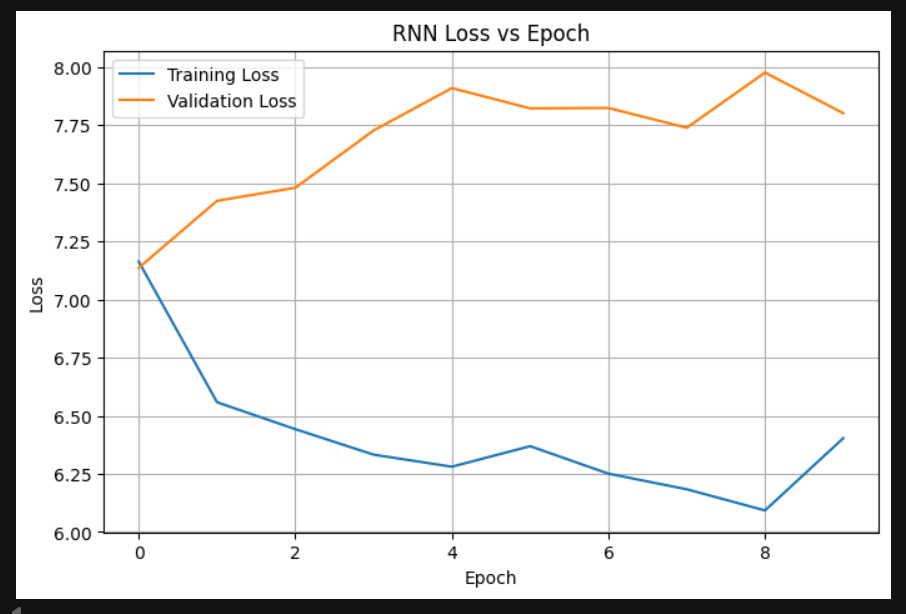 RNN Loss vs Epoch
Training Loss
Validation Loss
8.00
7.75
7.50
7.25
7.00
6.75
6.50
6.25
6.00
Loss
0 2 4 6 8
Epoch